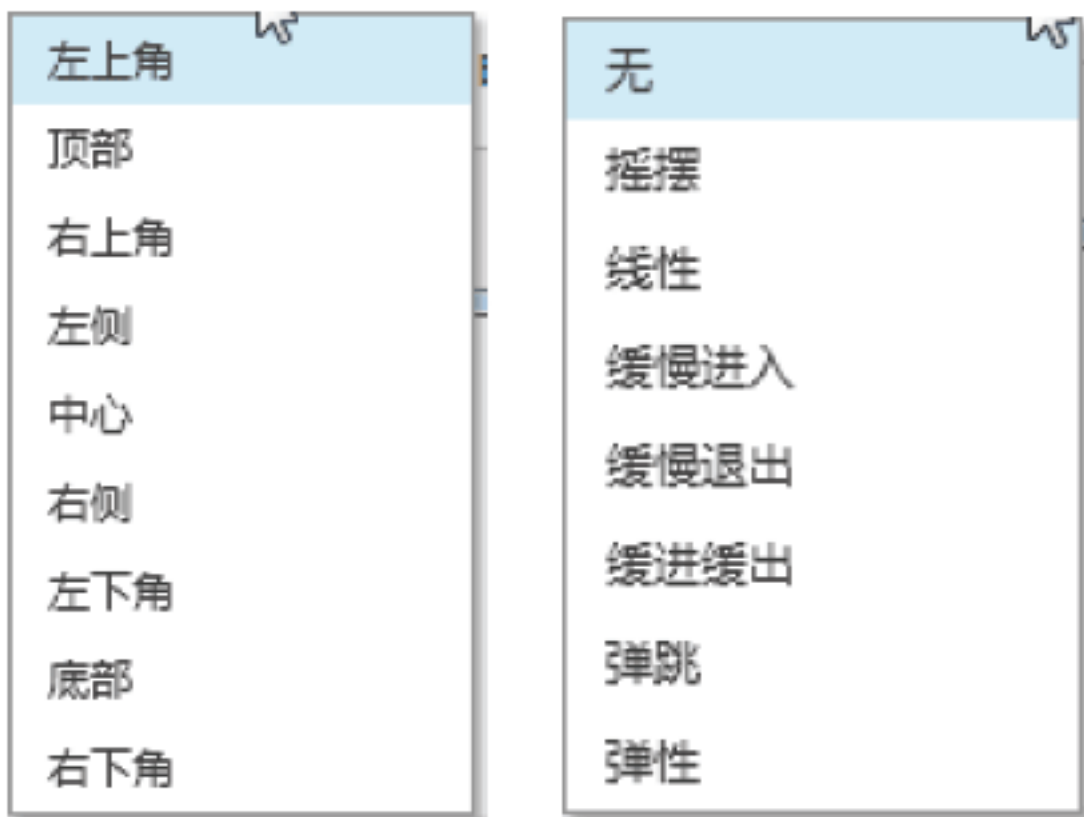 左上角
顶部
右上角
左侧
中心
右侧
左下角
底部
右下角
无
摇摆
线性
缓慢进入
缓慢退出
缓进缓出
弹跳
弹性